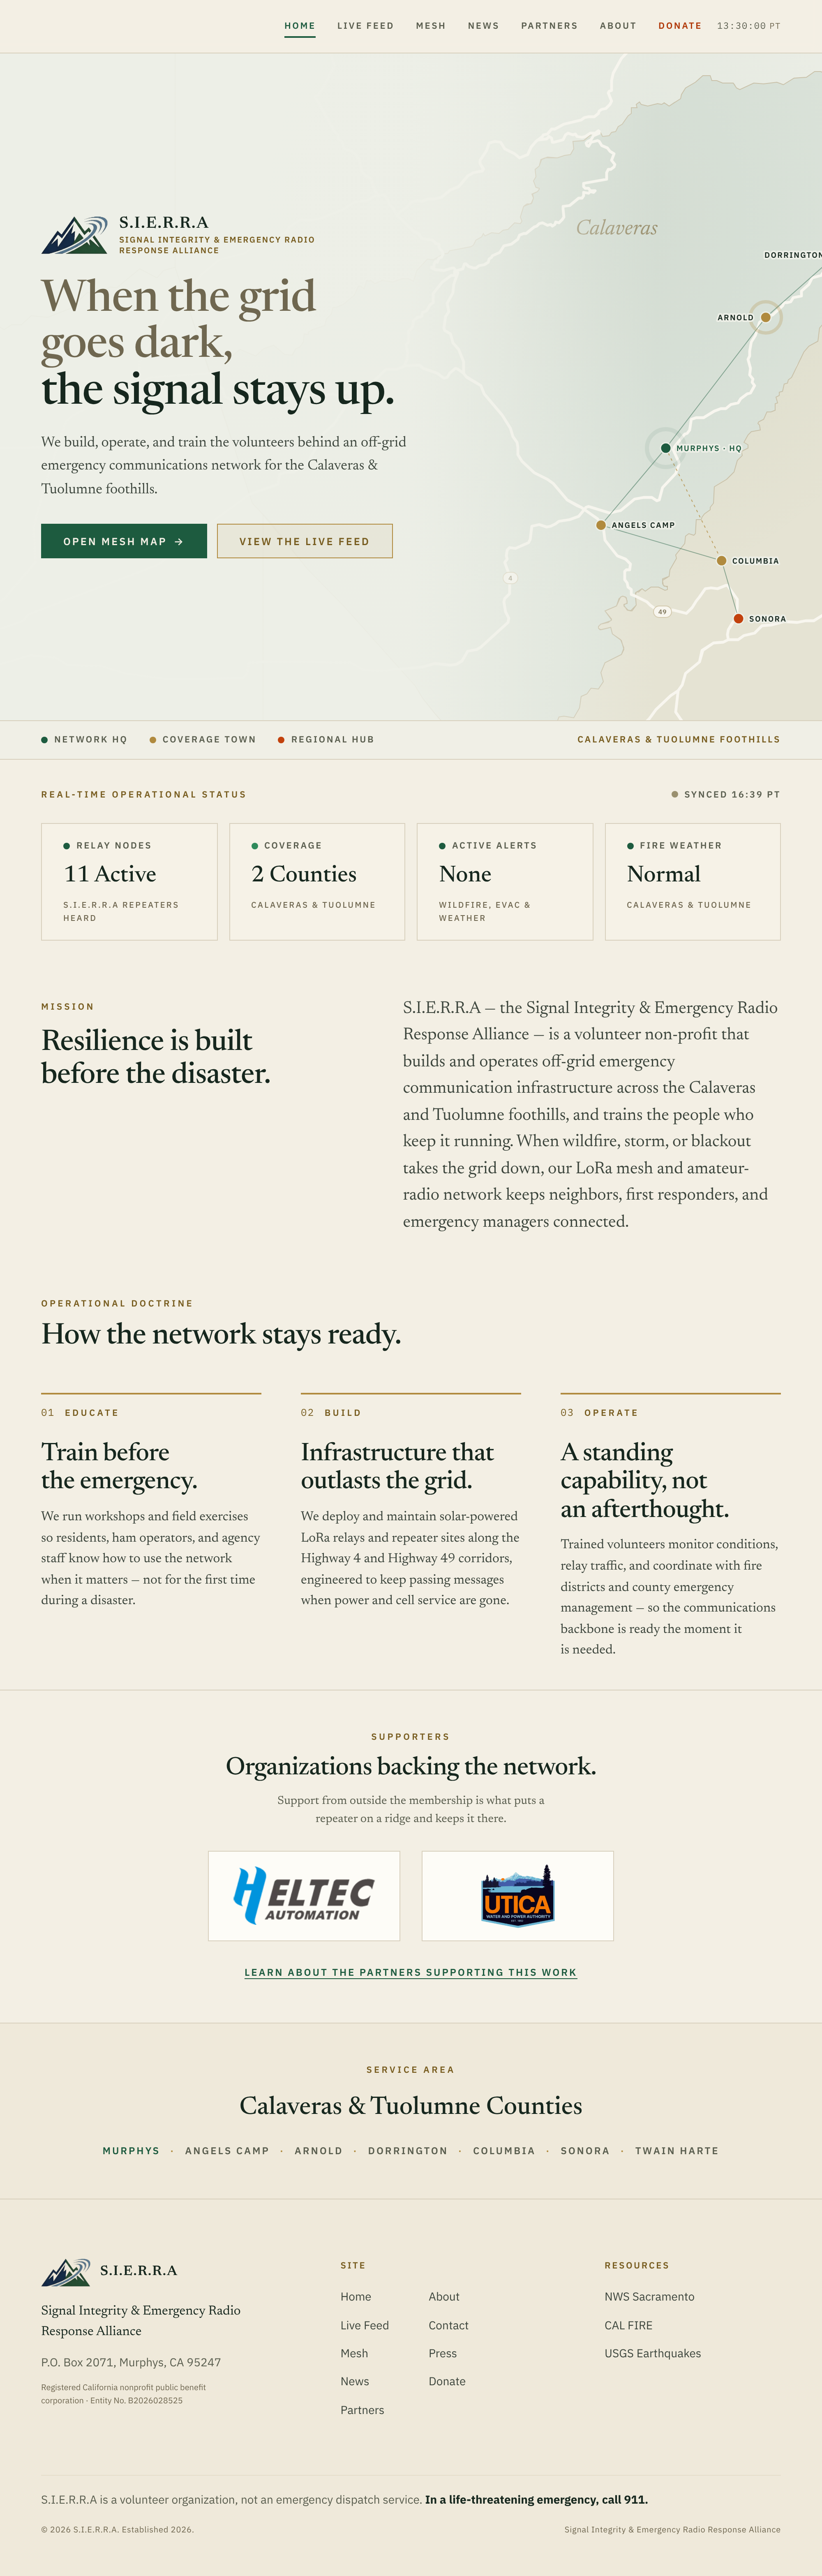 HOME LIVE FEED MESH NEWS PARTNERS ABOUT DONATE 13:30:00 PT
S.I.E.R.R.A
SIGNAL INTEGRITY & EMERGENCY RADIO
RESPONSE ALLIANCE
When the grid
goes dark,
the signal stays up.
We build, operate, and train the volunteers behind an off-grid
emergency communications network for the Calaveras &
Tuolumne foothills.
OPEN MESH MAP →
VIEW THE LIVE FEED
Calaveras
DORRINGTON
ARNOLD
MURPHYS · HQ
ANGELS CAMP
COLUMBIA
4
49
SONORA
NETWORK HQ COVERAGE TOWN REGIONAL HUB
CALAVERAS & TUOLUMNE FOOTHILLS
REAL-TIME OPERATIONAL STATUS
SYNCED 16:39 PT
RELAY NODES
11 Active
S.I.E.R.R.A REPEATERS
HEARD
COVERAGE
2 Counties
CALAVERAS & TUOLUMNE
ACTIVE ALERTS
None
WILDFIRE, EVAC &
WEATHER
FIRE WEATHER
Normal
CALAVERAS & TUOLUMNE
MISSION
Resilience is built
before the disaster.
S.I.E.R.R.A — the Signal Integrity & Emergency Radio
Response Alliance — is a volunteer non-profit that
builds and operates off-grid emergency
communication infrastructure across the Calaveras
and Tuolumne foothills, and trains the people who
keep it running. When wildfire, storm, or blackout
takes the grid down, our LoRa mesh and amateur-
radio network keeps neighbors, first responders, and
emergency managers connected.
OPERATIONAL DOCTRINE
How the network stays ready.
01 EDUCATE
Train before
the emergency.
We run workshops and field exercises
so residents, ham operators, and agency
staff know how to use the network
when it matters — not for the first time
during a disaster.
02 BUILD
Infrastructure that
outlasts the grid.
We deploy and maintain solar-powered
LoRa relays and repeater sites along the
Highway 4 and Highway 49 corridors,
engineered to keep passing messages
when power and cell service are gone.
03 OPERATE
A standing
capability, not
an afterthought.
Trained volunteers monitor conditions,
relay traffic, and coordinate with fire
districts and county emergency
management — so the communications
backbone is ready the moment it
is needed.
SUPPORTERS
Organizations backing the network.
Support from outside the membership is what puts a
repeater on a ridge and keeps it there.
HELTEC
AUTOMATION
UTICA
WATER AND POWER AUTHORITY
LEARN ABOUT THE PARTNERS SUPPORTING THIS WORK
SERVICE AREA
Calaveras & Tuolumne Counties
MURPHYS · ANGELS CAMP · ARNOLD · DORRINGTON · COLUMBIA · SONORA · TWAIN HARTE
S.I.E.R.R.A
Signal Integrity & Emergency Radio
Response Alliance
P.O. Box 2071, Murphys, CA 95247
Registered California nonprofit public benefit
corporation · Entity No. B2026028525
SITE
Home
Live Feed
Mesh
News
Partners
About
Contact
Press
Donate
RESOURCES
NWS Sacramento
CAL FIRE
USGS Earthquakes
S.I.E.R.R.A is a volunteer organization, not an emergency dispatch service. In a life-threatening emergency, call 911.
© 2026 S.I.E.R.R.A. Established 2026.
Signal Integrity & Emergency Radio Response Alliance